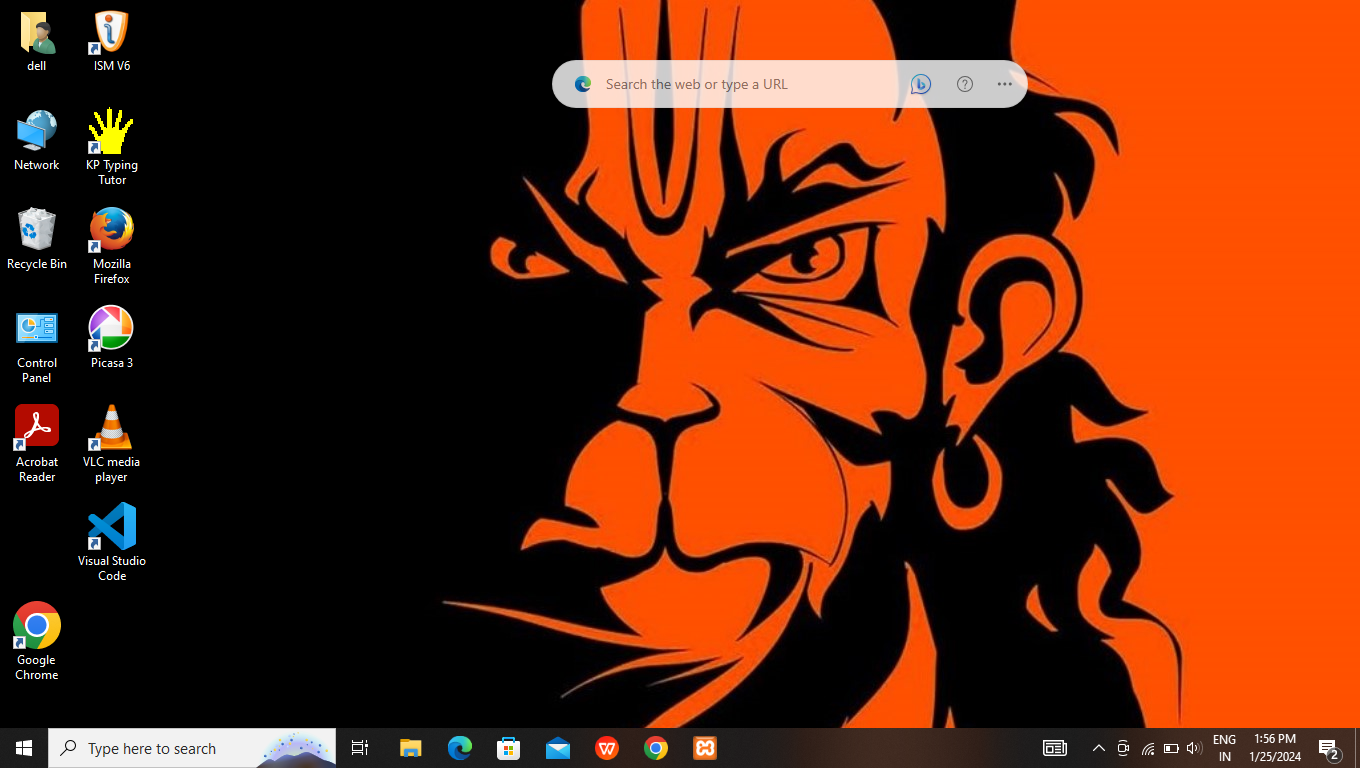 dell
ISM V6
Search the web or type a URL
Network
KP Typing
Tutor
Recycle Bin
Mozilla
Firefox
Control
Panel
Picasa 3
Acrobat
Reader
VLC media
player
Visual Studio
Code
Google
Chrome
Type here to search
ENG
IN
1:56 PM
1/25/2024
2